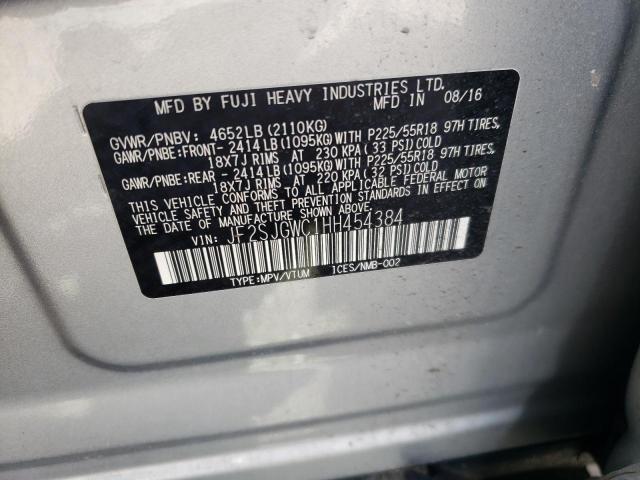 MFD BY FUJI HEAVY INDUSTRIES LTD.
MFD IN 08/16
GVWR/PNBV: 4652LB (2110KG)
GAWR/PNBE:FRONT- 2414LB (1095KG)WITH P225/55R18 97H TIRES,
18X7J RIMS AT 230 KPA (33 PSI) COLD
GAWR/PNBE:REAR - 2414LB (1095KG)WITH P225/55R18 97H TIRES,
18X7J RIMS AT 220 KPA (32 PSI)COLD
THIS VEHICLE CONFORMS TO ALL APPLICABLE FEDERAL MOTOR
VEHICLE SAFETY AND THEFT PREVENTION STANDARDS IN EFFECT ON
THE DATE OF MANUFACTURE SHOWN ABOVE.
VIN: JF2SJGWC1HH454384
TYPE:MPV/VTUM ICES/NMB-002